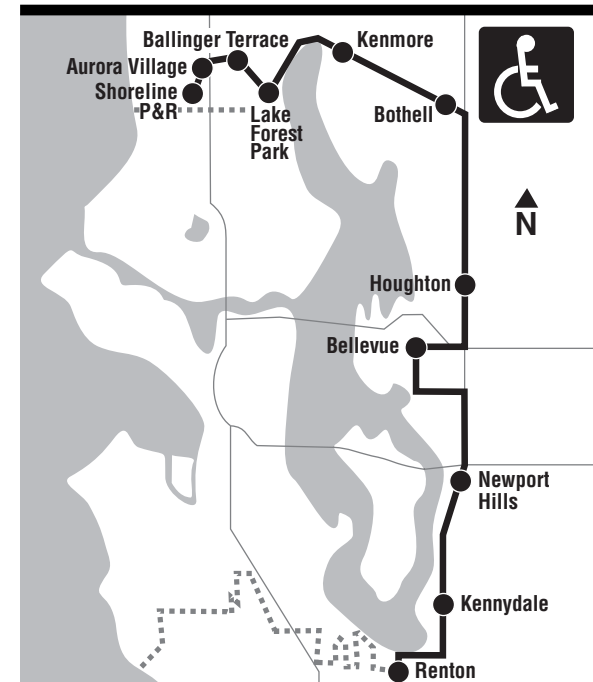 Ballinger Terrace
Kenmore
Aurora Village
Shoreline
P&R
Lake
Forest
Park
Bothell
N
Houghton
Bellevue
Newport
Hills
Kennydale
Renton